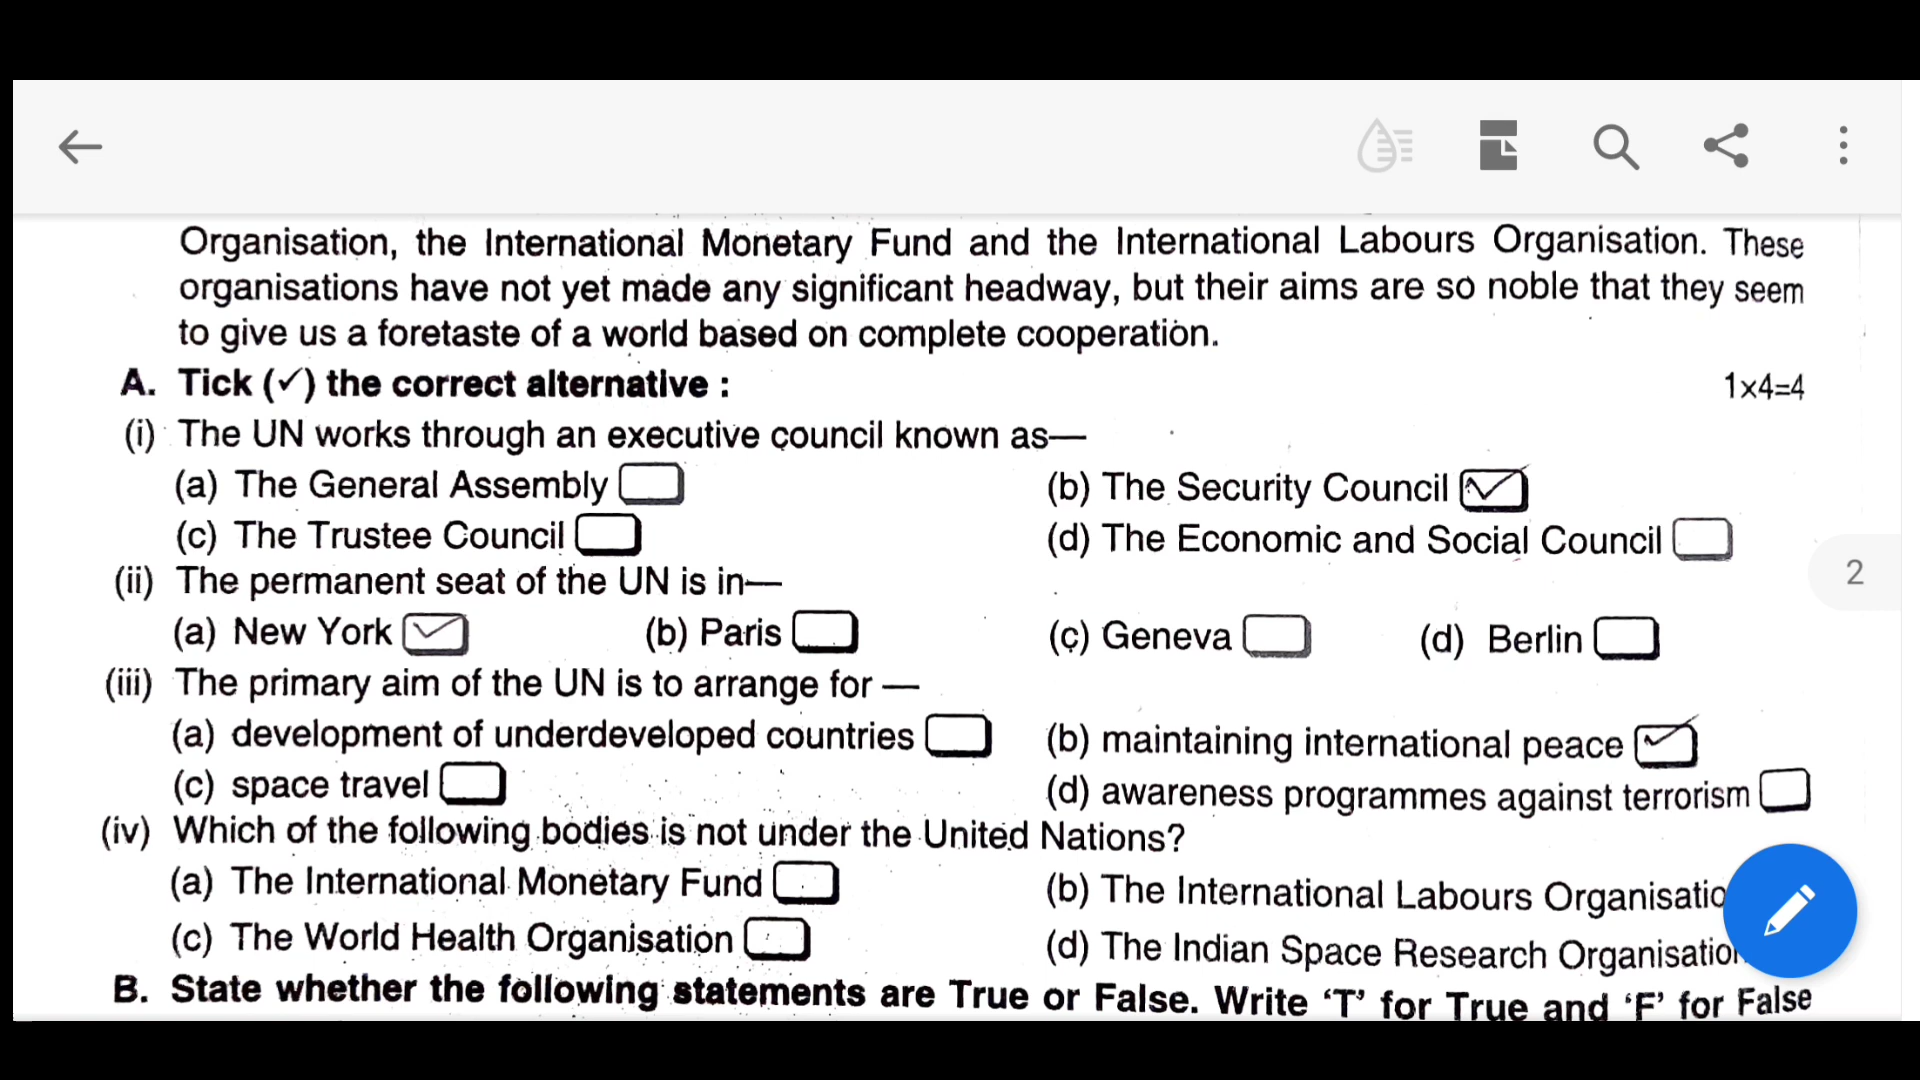 Organisation, the International Monetary Fund and the International Labours Organisation. These
organisations have not yet made any significant headway, but their aims are so noble that they seem
to give us a foretaste of a world based on complete cooperation.
A. Tick (✓) the correct alternative : 1×4=4
(i) The UN works through an executive council known as—
(a) The General Assembly (b) The Security Council ✓
(c) The Trustee Council (d) The Economic and Social Council
(ii) The permanent seat of the UN is in—
(a) New York ✓ (b) Paris (c) Geneva (d) Berlin
2
(iii) The primary aim of the UN is to arrange for —
(a) development of underdeveloped countries (b) maintaining international peace ✓
(c) space travel (d) awareness programmes against terrorism
(iv) Which of the following bodies is not under the United Nations?
(a) The International Monetary Fund (b) The International Labours Organisatio
(c) The World Health Organisation (d) The Indian Space Research Organisation
B. State whether the following statements are True or False. Write ‘T’ for True and ‘F’ for False